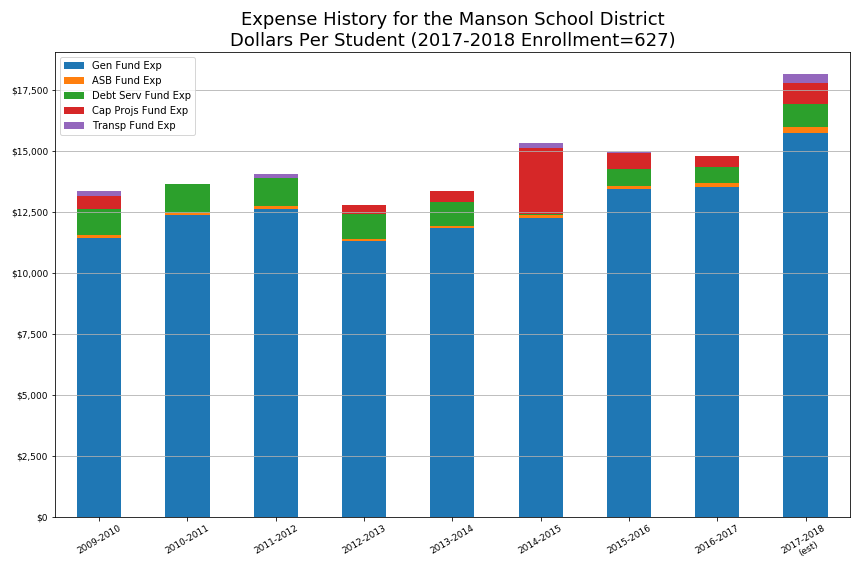 Expense History for the Manson School District
Dollars Per Student (2017-2018 Enrollment=627)
Gen Fund Exp
ASB Fund Exp
Debt Serv Fund Exp
Cap Projs Fund Exp
Transp Fund Exp
$17,500
$15,000
$12,500
$10,000
$7,500
$5,000
$2,500
$0
2009-2010
2010-2011
2011-2012
2012-2013
2013-2014
2014-2015
2015-2016
2016-2017
2017-2018
(est)